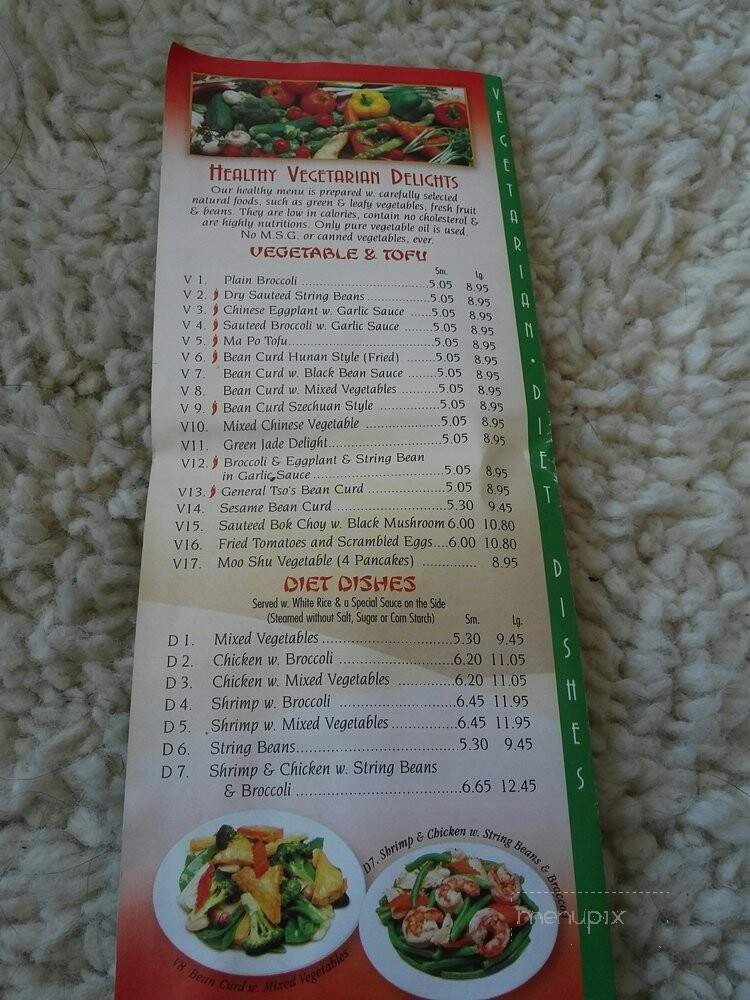 HEALTHY VEGETARIAN DELIGHTS
Our healthy menu is prepared w. carefully selected
natural foods, such as green & leafy vegetables, fresh fruit
& beans. They are low in calories, contain no cholesterol &
are highly nutritions. Only pure vegetable oil is used.
No M.S.G. or canned vegetables, ever.
VEGETABLE & TOFU
Sm. Lg.
V 1. Plain Broccoli 5.05 8.95
V 2. Dry Sauteed String Beans 5.05 8.95
V 3. Chinese Eggplant w. Garlic Sauce 5.05 8.95
V 4. Sauteed Broccoli w. Garlic Sauce 5.05 8.95
V 5. Ma Po Tofu 5.05 8.95
V 6. Bean Curd Hunan Style (Fried) 5.05 8.95
V 7. Bean Curd w. Black Bean Sauce 5.05 8.95
V 8. Bean Curd w. Mixed Vegetables 5.05 8.95
V 9. Bean Curd Szechuan Style 5.05 8.95
V10. Mixed Chinese Vegetable 5.05 8.95
V11. Green Jade Delight 5.05 8.95
V12. Broccoli & Eggplant & String Bean
in Garlic Sauce 5.05 8.95
V13. General Tso's Bean Curd 5.05 8.95
V14. Sesame Bean Curd 5.30 9.45
V15. Sauteed Bok Choy w. Black Mushroom 6.00 10.80
V16. Fried Tomatoes and Scrambled Eggs 6.00 10.80
V17. Moo Shu Vegetable (4 Pancakes) 8.95
DIET DISHES
Served w. White Rice & a Special Sauce on the Side
(Steamed without Salt, Sugar or Corn Starch) Sm. Lg.
D 1. Mixed Vegetables 5.30 9.45
D 2. Chicken w. Broccoli 6.20 11.05
D 3. Chicken w. Mixed Vegetables 6.20 11.05
D 4. Shrimp w. Broccoli 6.45 11.95
D 5. Shrimp w. Mixed Vegetables 6.45 11.95
D 6. String Beans 5.30 9.45
D 7. Shrimp & Chicken w. String Beans
& Broccoli 6.65 12.45
V8. Bean Curd w. Mixed Vegetables
D7. Shrimp & Chicken w. String Beans & Broccoli
VEGETARIAN • DIET DISHES
menupix